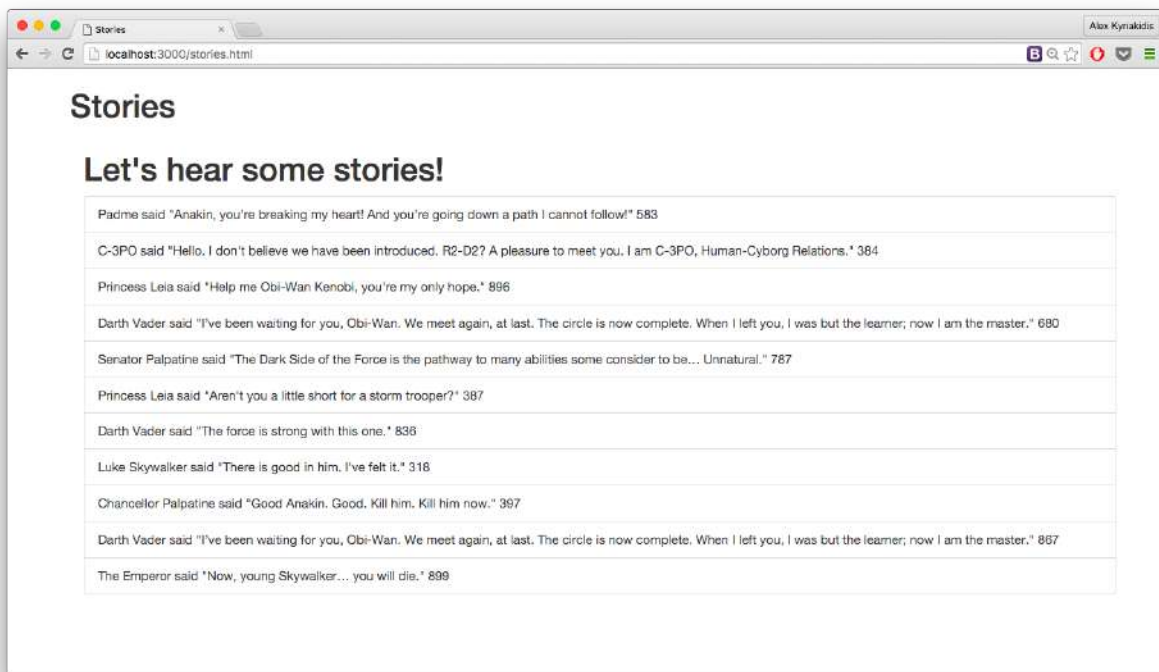 Stories
Alex Kyriakidis
localhost:3000/stories.html
B
Stories
Let's hear some stories!
Padme said "Anakin, you're breaking my heart! And you're going down a path I cannot follow!" 583
C-3PO said "Hello. I don't believe we have been introduced. R2-D2? A pleasure to meet you. I am C-3PO, Human-Cyborg Relations." 384
Princess Leia said "Help me Obi-Wan Kenobi, you're my only hope." 896
Darth Vader said "I've been waiting for you, Obi-Wan. We meet again, at last. The circle is now complete. When I left you, I was but the learner; now I am the master." 680
Senator Palpatine said "The Dark Side of the Force is the pathway to many abilities some consider to be... Unnatural." 787
Princess Leia said "Aren't you a little short for a storm trooper?" 387
Darth Vader said "The force is strong with this one." 836
Luke Skywalker said "There is good in him. I've felt it." 318
Chancellor Palpatine said "Good Anakin. Good. Kill him. Kill him now." 397
Darth Vader said "I've been waiting for you, Obi-Wan. We meet again, at last. The circle is now complete. When I left you, I was but the learner; now I am the master." 867
The Emperor said "Now, young Skywalker... you will die." 899